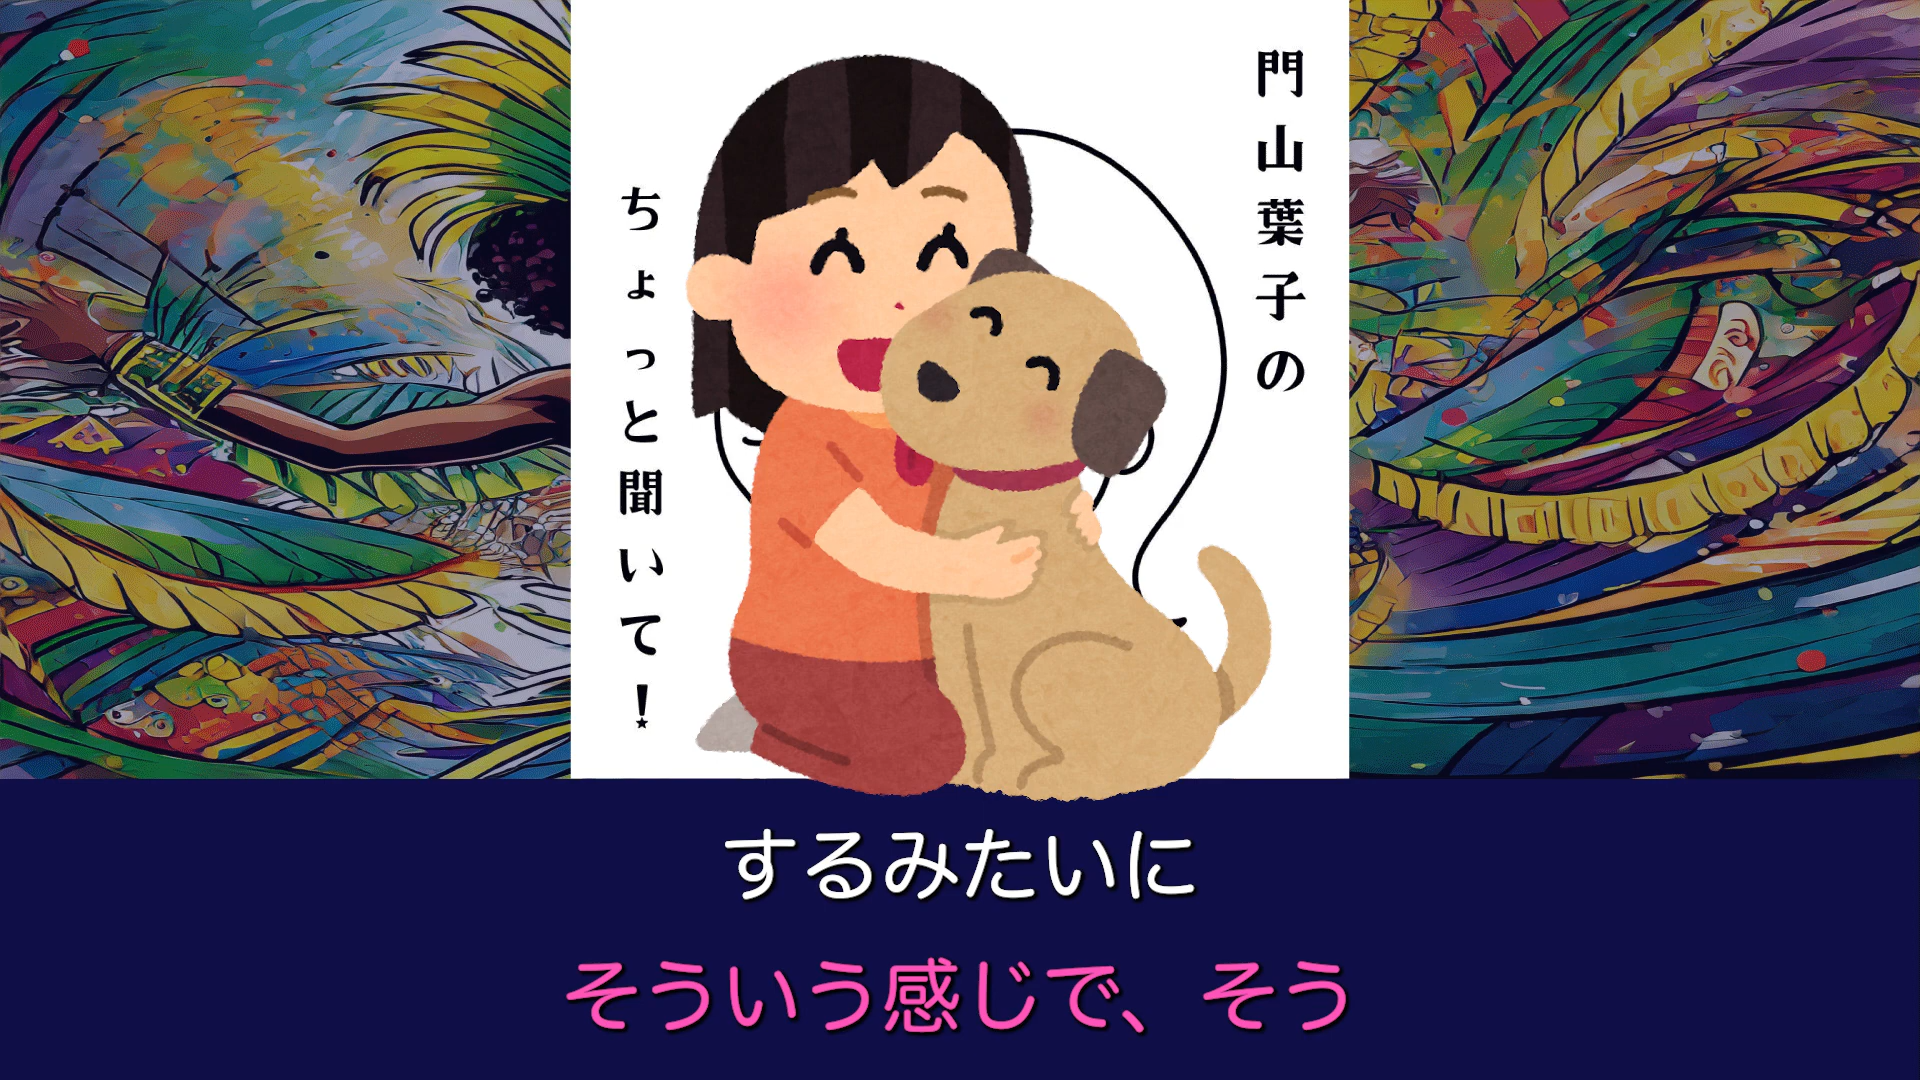 門山葉子の
ちょっと聞いて！
するみたいに
そういう感じで、そう